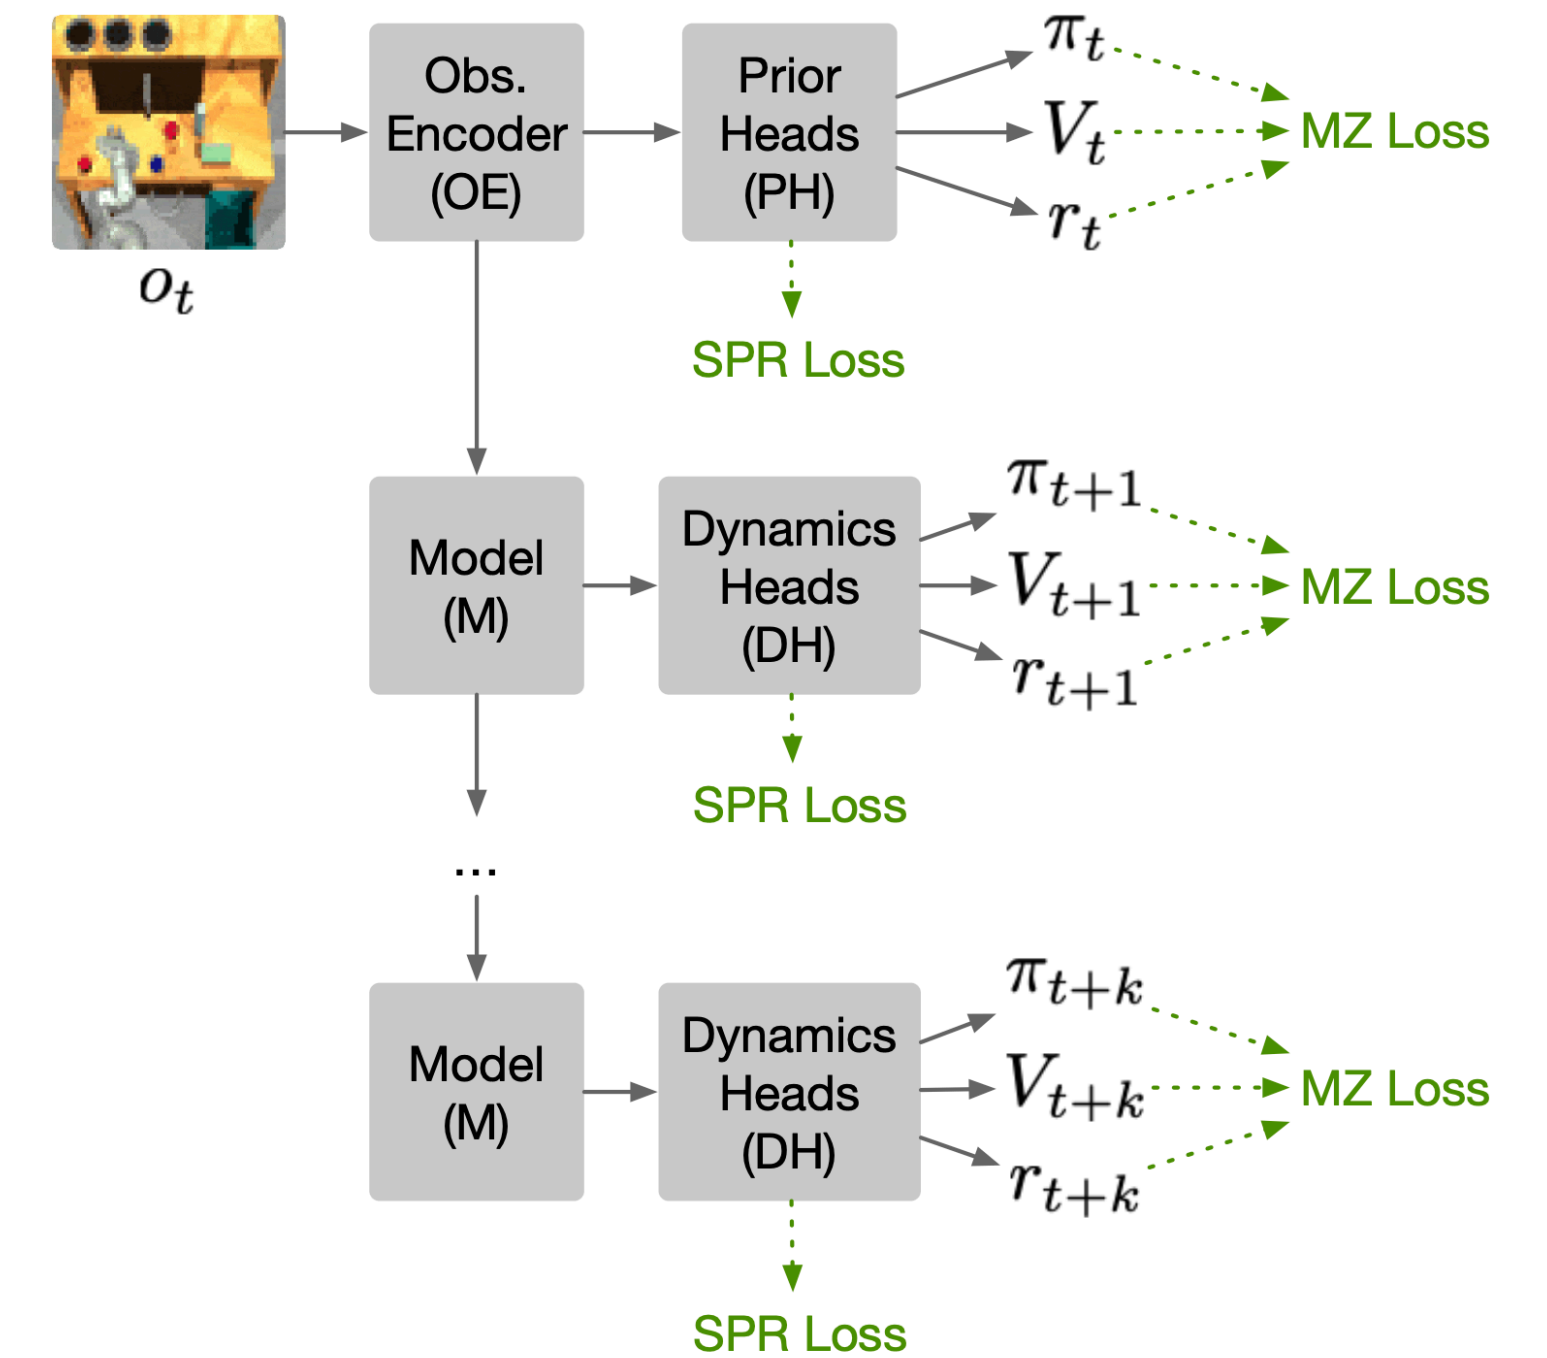 o_t
Obs.
Encoder
(OE)
Prior
Heads
(PH)
π_t
V_t
r_t
MZ Loss
SPR Loss
Model
(M)
Dynamics
Heads
(DH)
π_{t+1}
V_{t+1}
r_{t+1}
MZ Loss
SPR Loss
...
Model
(M)
Dynamics
Heads
(DH)
π_{t+k}
V_{t+k}
r_{t+k}
MZ Loss
SPR Loss